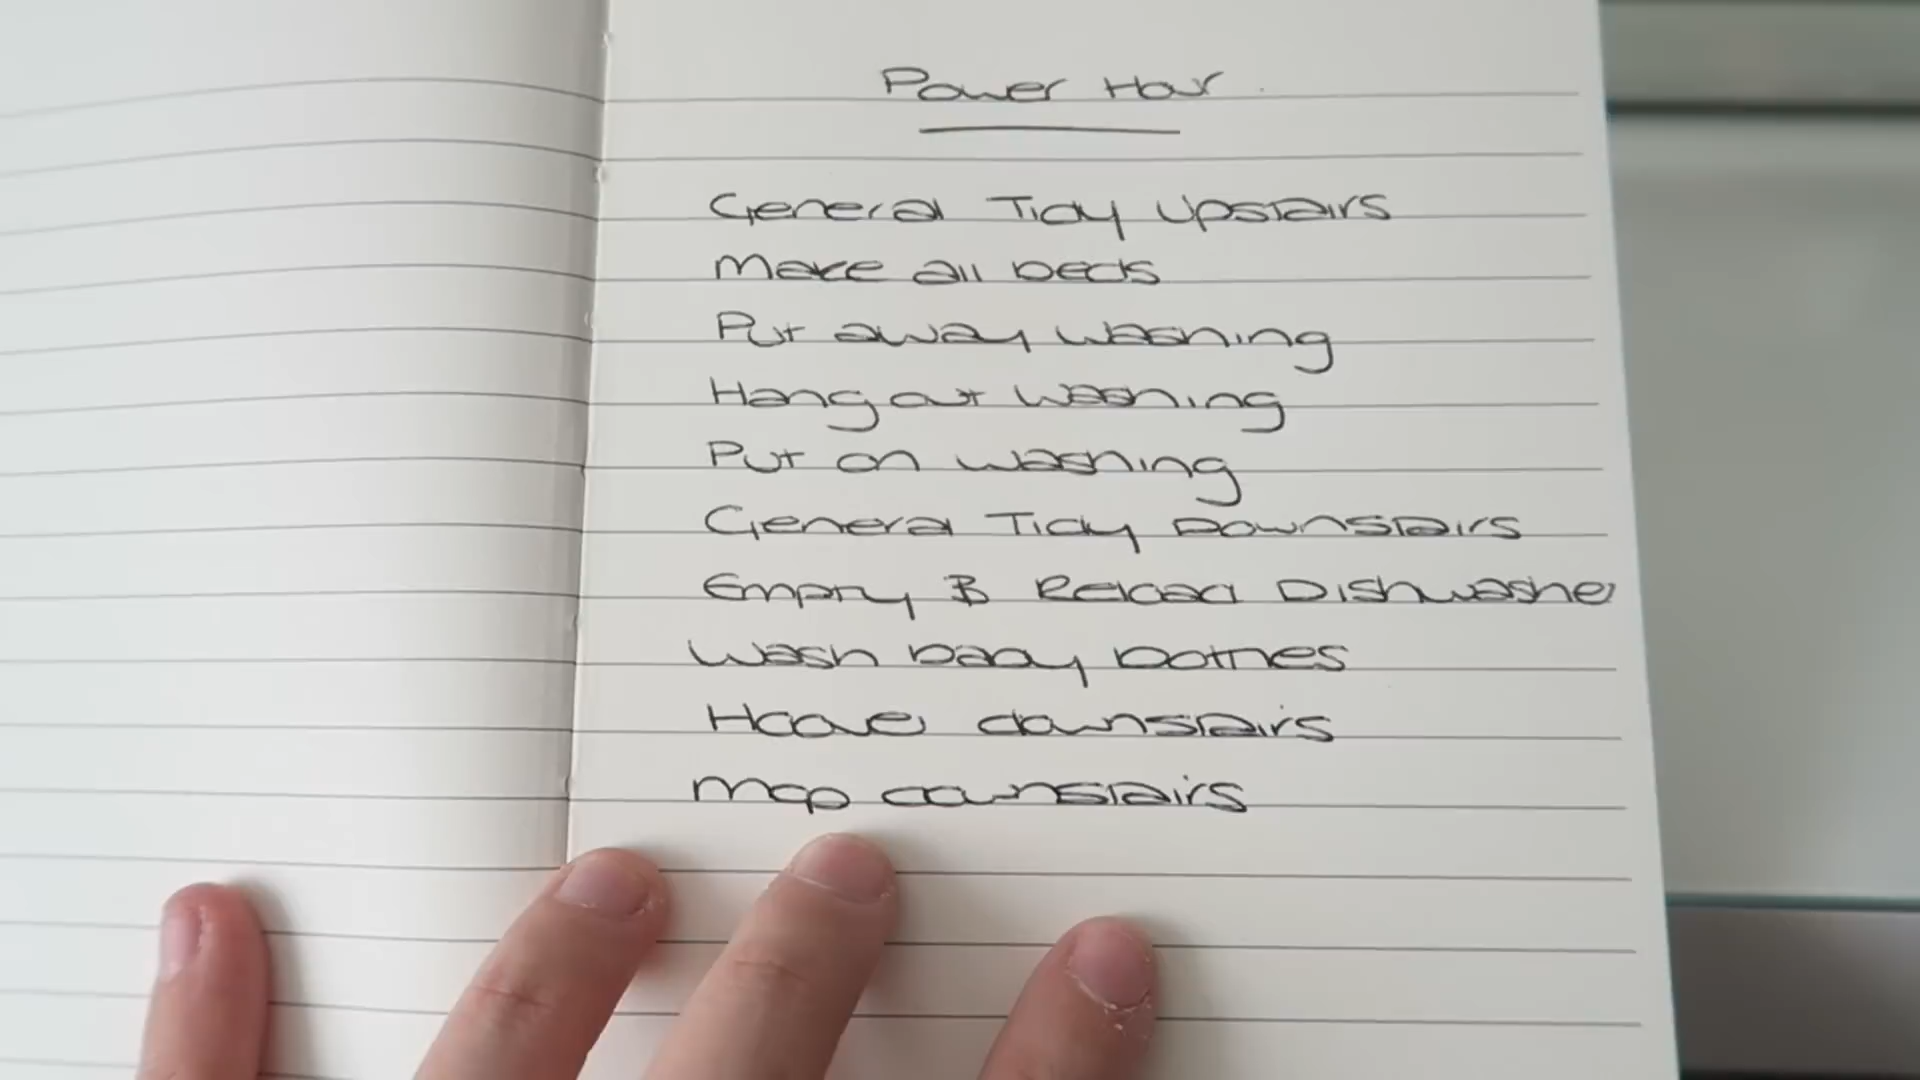 Power Hour
General Tidy Upstairs
Make all beds
Put away washing
Hang out washing
Put on washing
General Tidy Downstairs
Empty & Reload Dishwasher
Wash baby bottles
Hoover downstairs
Mop downstairs